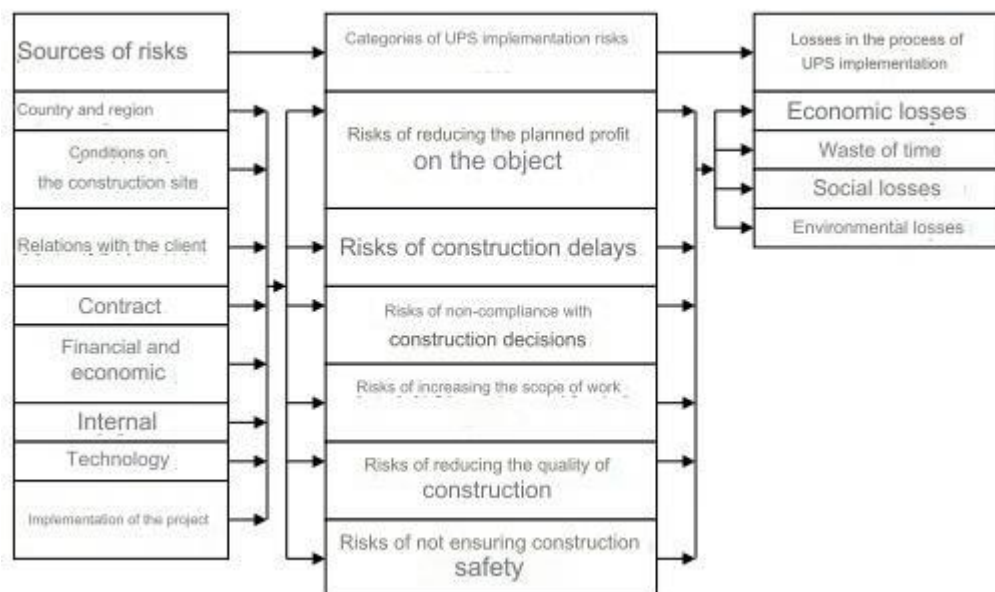 Sources of risks
Country and region
Conditions on
the construction site
Relations with the client
Contract
Financial and
economic
Internal
Technology
Implementation of the project
Categories of UPS implementation risks
Risks of reducing the planned profit
on the object
Risks of construction delays
Risks of non-compliance with
construction decisions
Risks of increasing the scope of work
Risks of reducing the quality of
construction
Risks of not ensuring construction
safety
Losses in the process of
UPS implementation
Economic losses
Waste of time
Social losses
Environmental losses